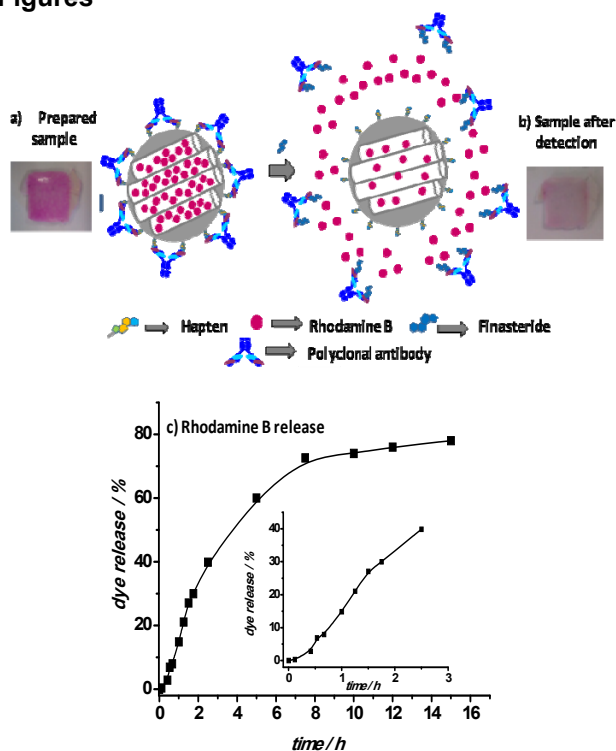 Figures
a) Prepared
sample
b) Sample after
detection
Hapten
Rhodamine B
Finasteride
Polyclonal antibody
c) Rhodamine B release
dye release / %
80
60
40
20
0
0 2 4 6 8 10 12 14 16
time / h
dye release / %
40
30
20
10
0
0 1 2 3
time / h